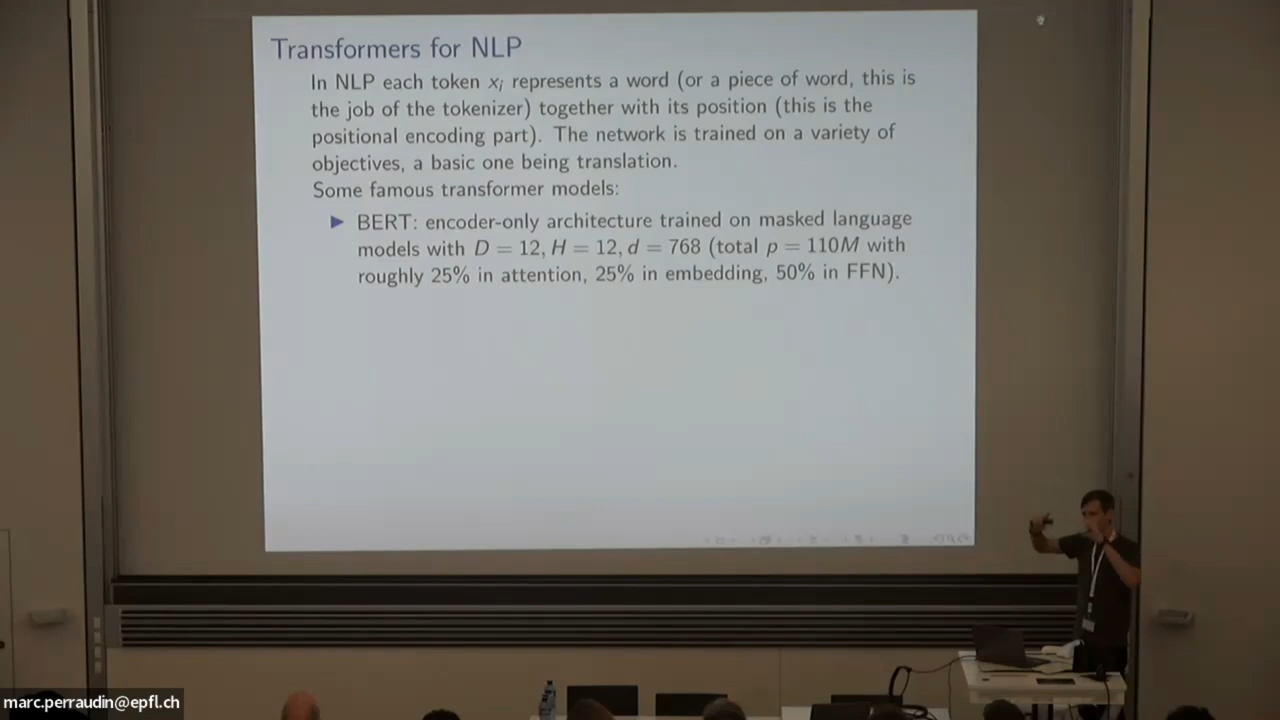 Transformers for NLP
In NLP each token xᵢ represents a word (or a piece of word, this is
the job of the tokenizer) together with its position (this is the
positional encoding part). The network is trained on a variety of
objectives, a basic one being translation.
Some famous transformer models:
▶ BERT: encoder-only architecture trained on masked language
models with D = 12, H = 12, d = 768 (total p = 110M with
roughly 25% in attention, 25% in embedding, 50% in FFN).
marc.perraudin@epfl.ch